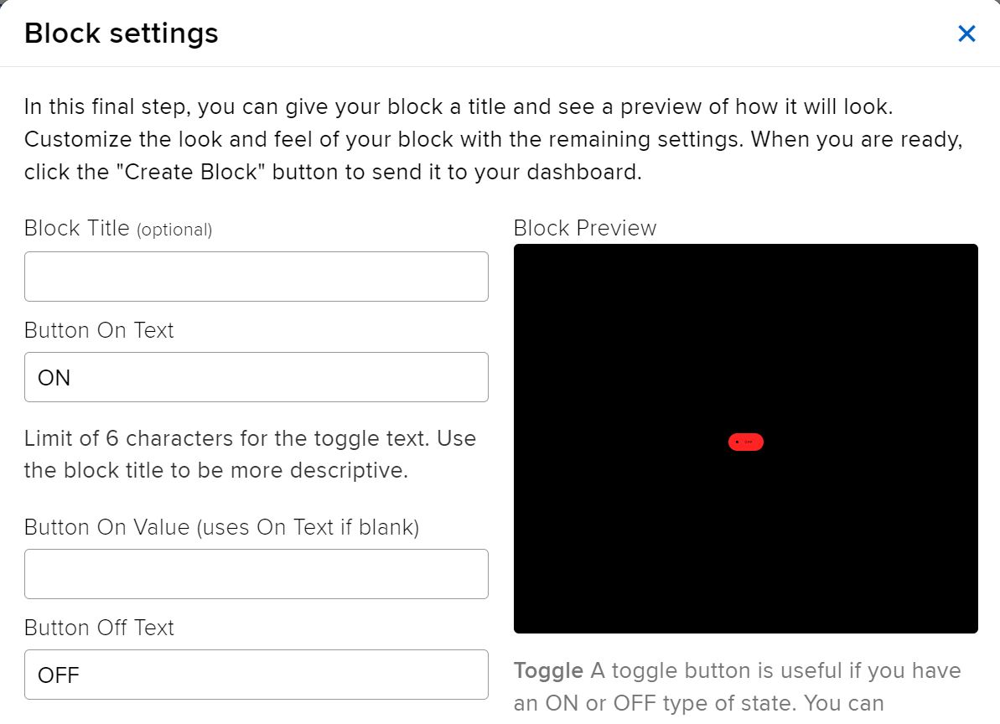 Block settings
In this final step, you can give your block a title and see a preview of how it will look.
Customize the look and feel of your block with the remaining settings. When you are ready,
click the "Create Block" button to send it to your dashboard.
Block Title (optional)
Button On Text
ON
Limit of 6 characters for the toggle text. Use
the block title to be more descriptive.
Button On Value (uses On Text if blank)
Button Off Text
OFF
Block Preview
OFF
Toggle A toggle button is useful if you have
an ON or OFF type of state. You can